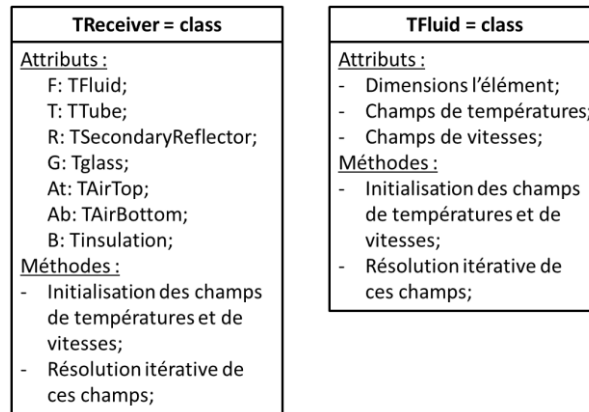 TReceiver = class
Attributs :
F: TFluid;
T: TTube;
R: TSecondaryReflector;
G: Tglass;
At: TAirTop;
Ab: TAirBottom;
B: Tinsulation;
Méthodes :
- Initialisation des champs
de températures et de
vitesses;
- Résolution itérative de
ces champs;
TFluid = class
Attributs :
- Dimensions l’élément;
- Champs de températures;
- Champs de vitesses;
Méthodes :
- Initialisation des champs
de températures et de
vitesses;
- Résolution itérative de
ces champs;